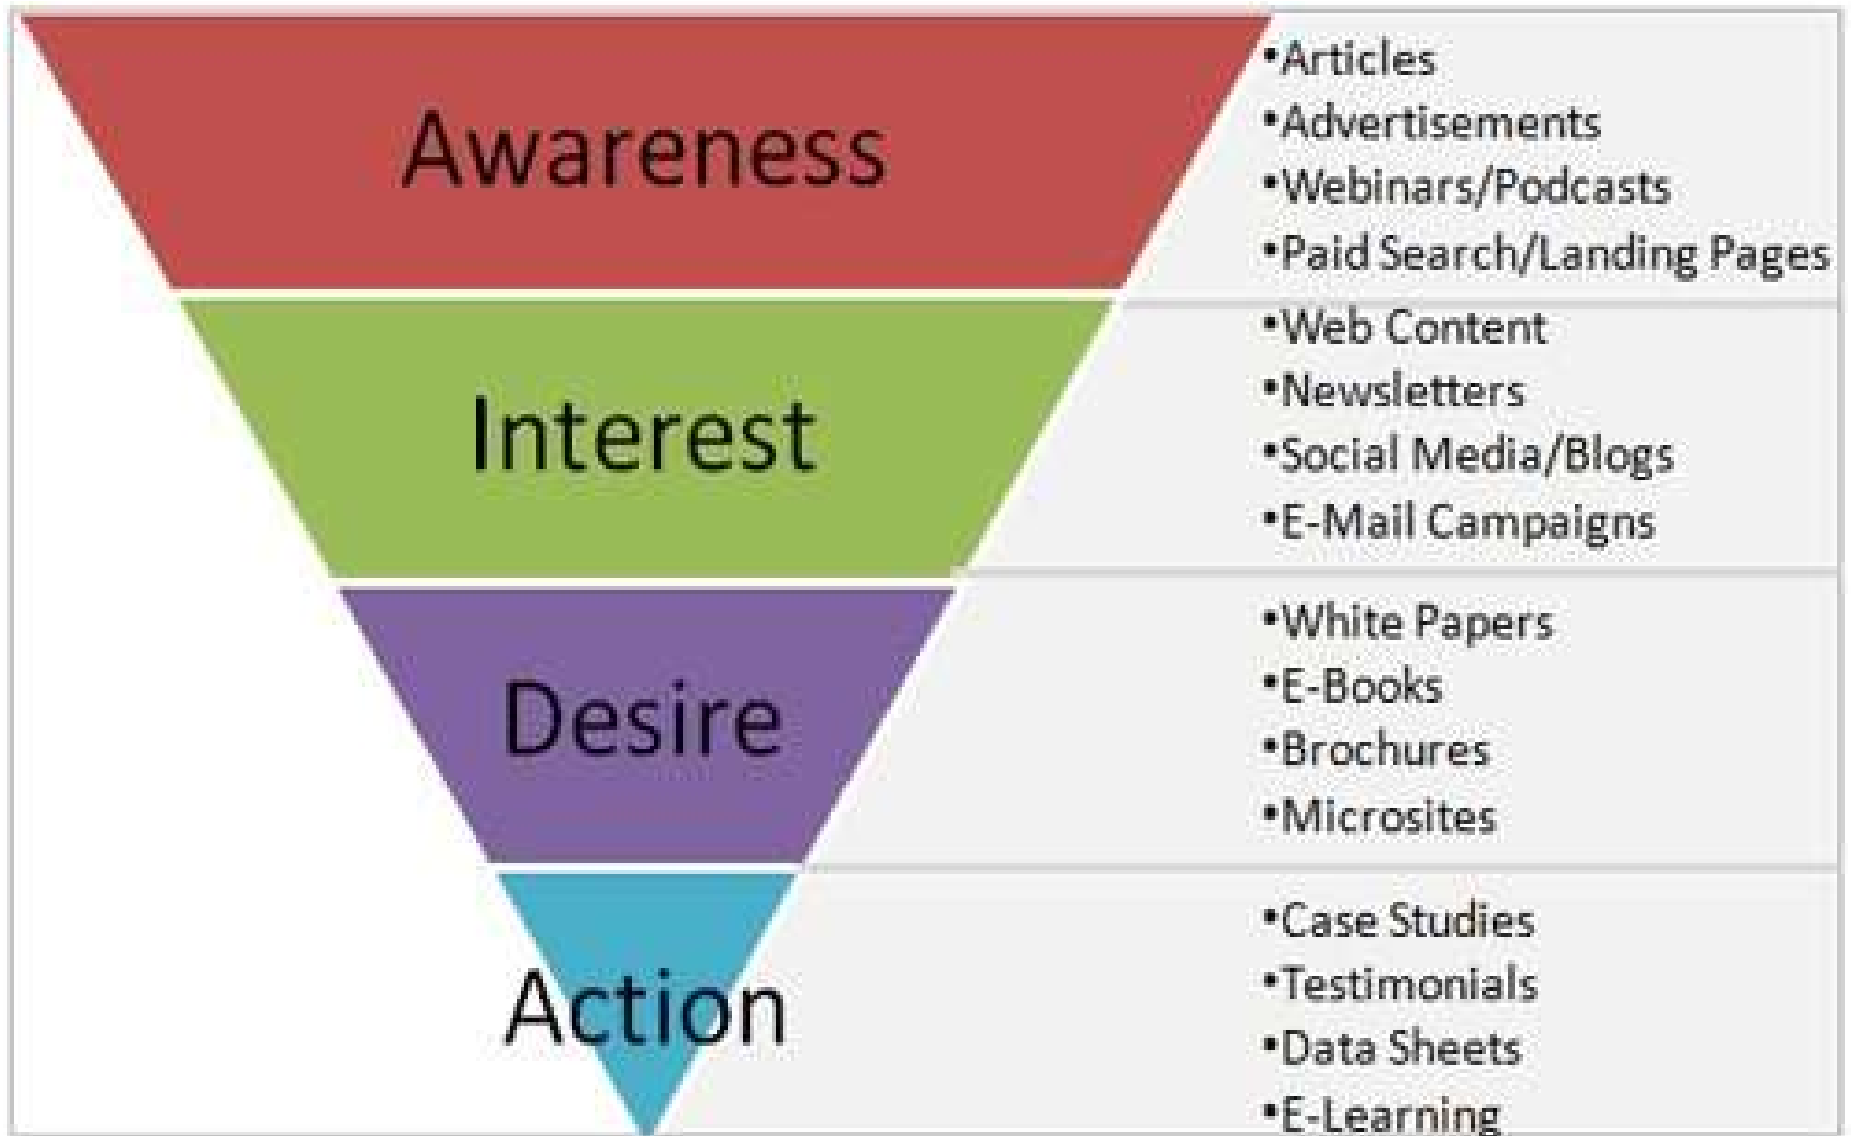 Awareness
•Articles
•Advertisements
•Webinars/Podcasts
•Paid Search/Landing Pages
Interest
•Web Content
•Newsletters
•Social Media/Blogs
•E-Mail Campaigns
Desire
•White Papers
•E-Books
•Brochures
•Microsites
Action
•Case Studies
•Testimonials
•Data Sheets
•E-Learning